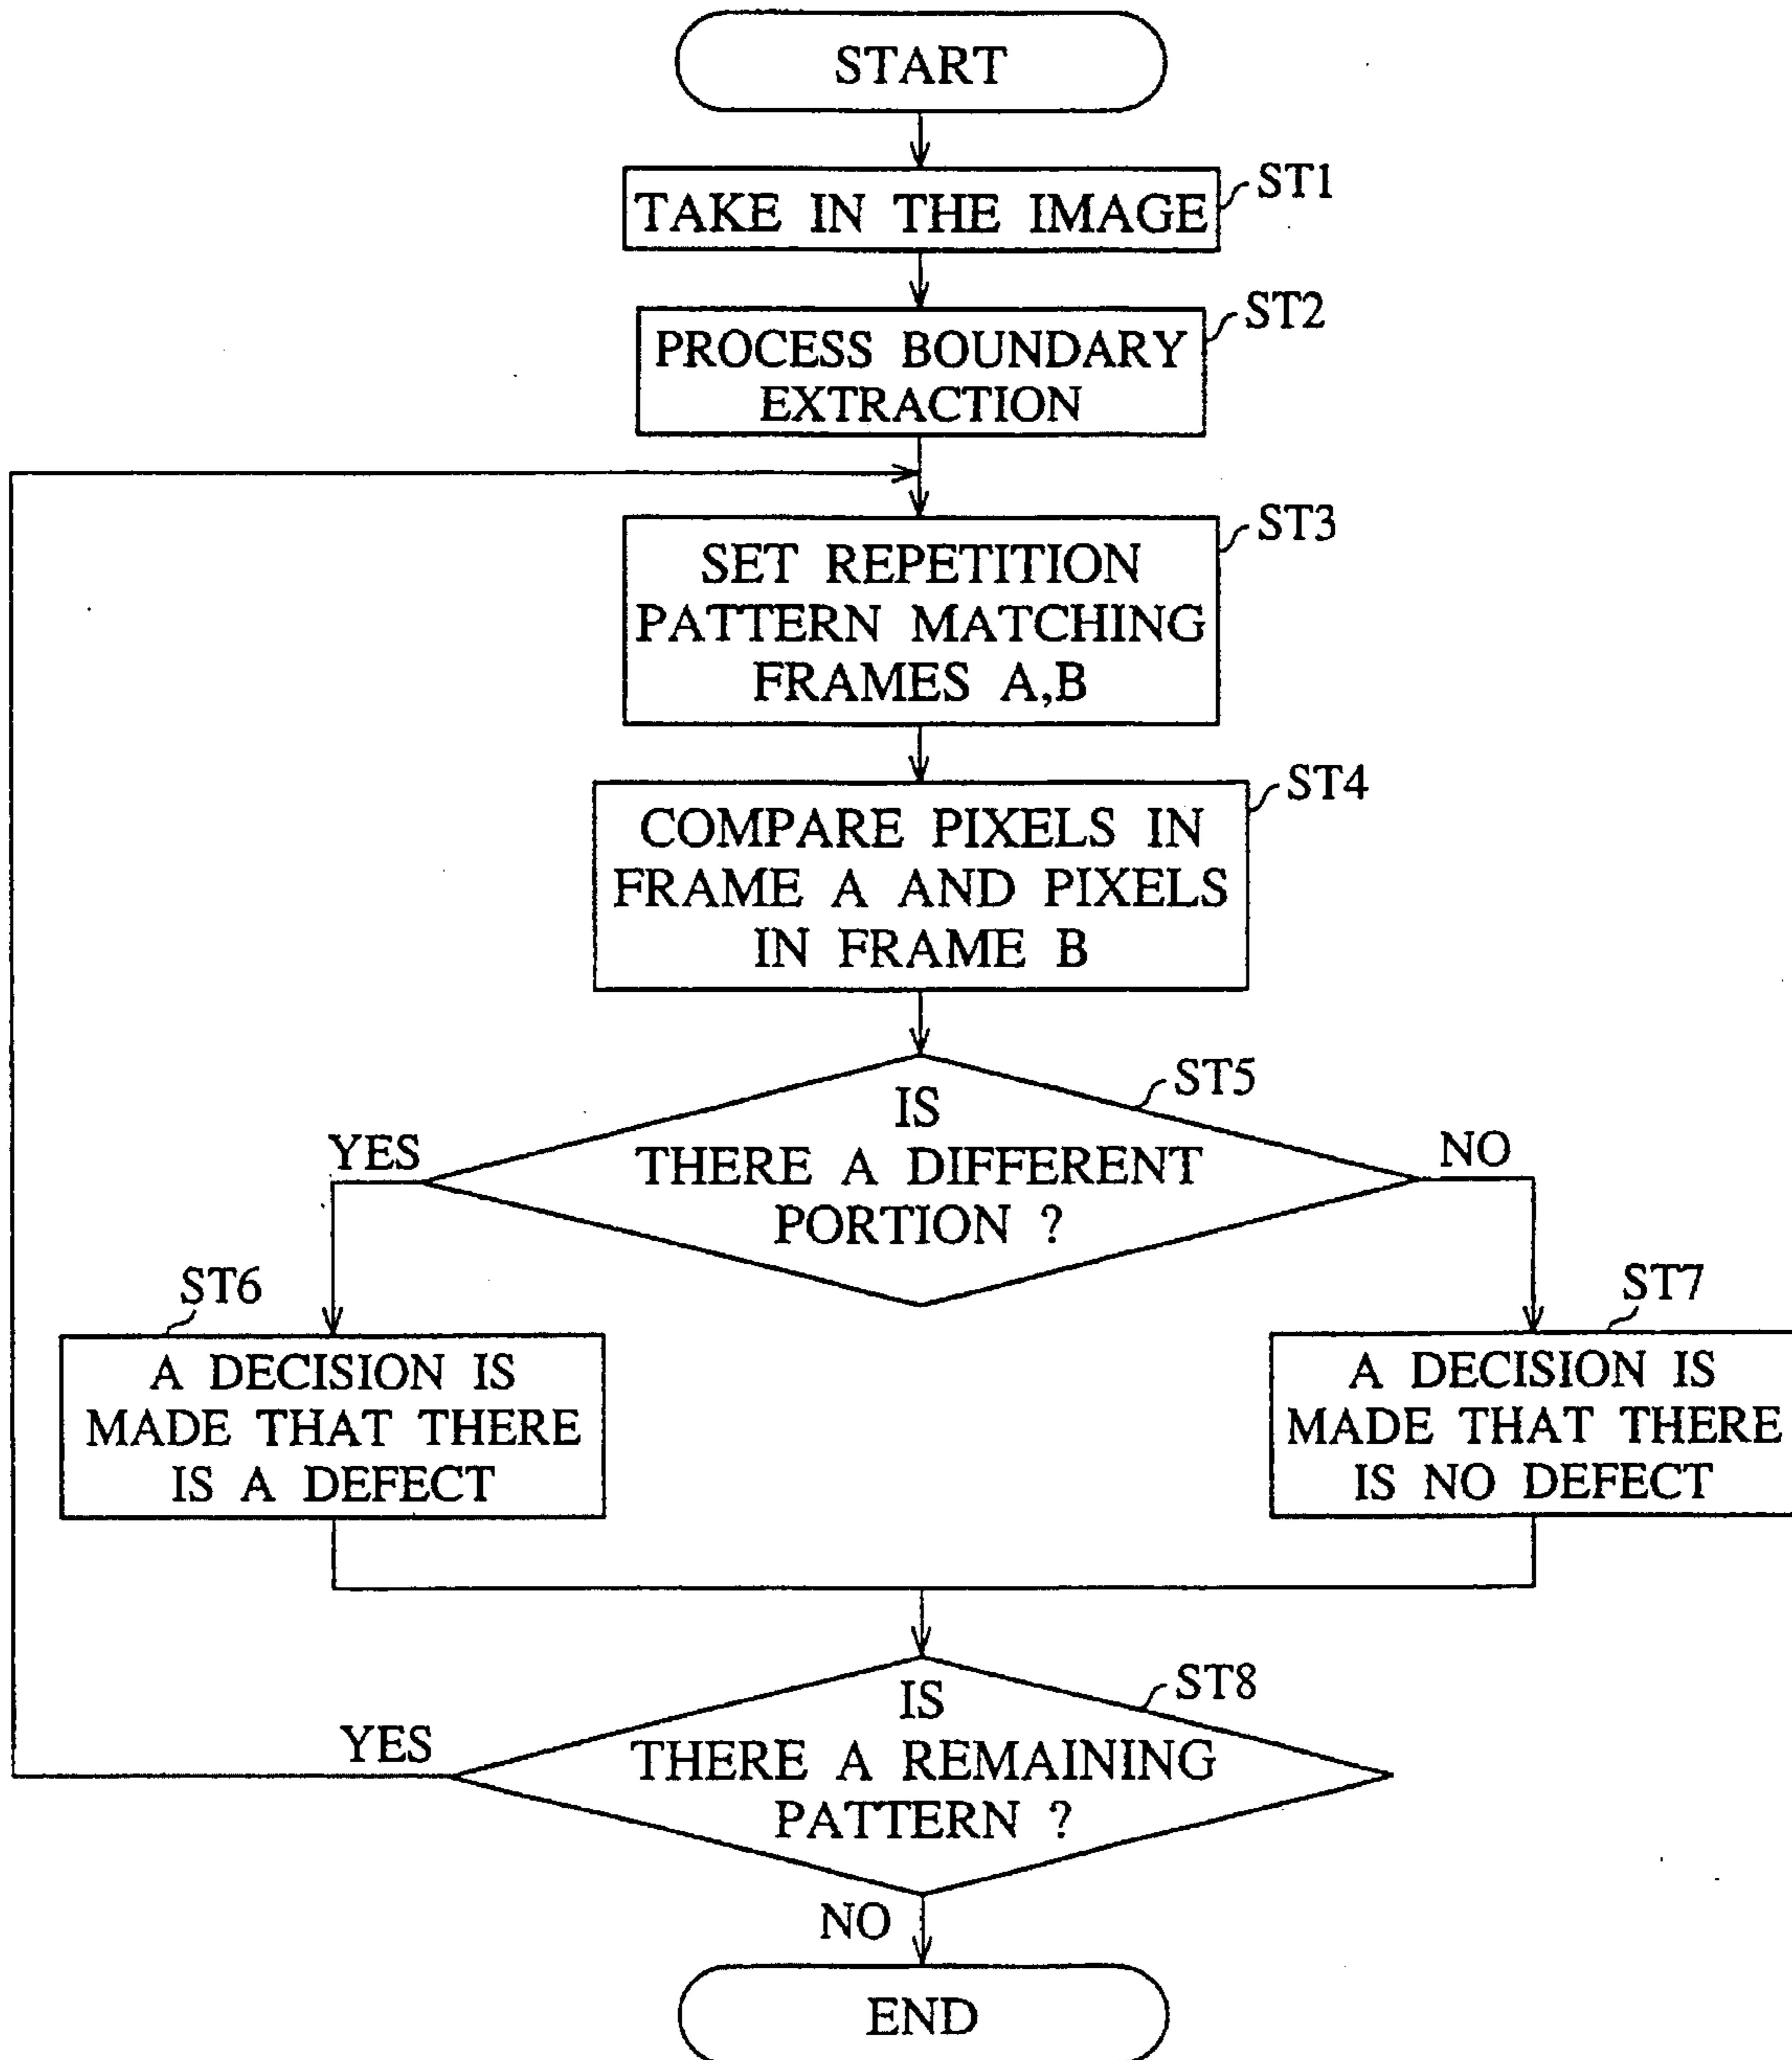 START
TAKE IN THE IMAGE
ST1
PROCESS BOUNDARY
EXTRACTION
ST2
SET REPETITION
PATTERN MATCHING
FRAMES A,B
ST3
COMPARE PIXELS IN
FRAME A AND PIXELS
IN FRAME B
ST4
IS
THERE A DIFFERENT
PORTION ?
ST5
YES
NO
ST6
A DECISION IS
MADE THAT THERE
IS A DEFECT
ST7
A DECISION IS
MADE THAT THERE
IS NO DEFECT
IS
THERE A REMAINING
PATTERN ?
ST8
YES
NO
END